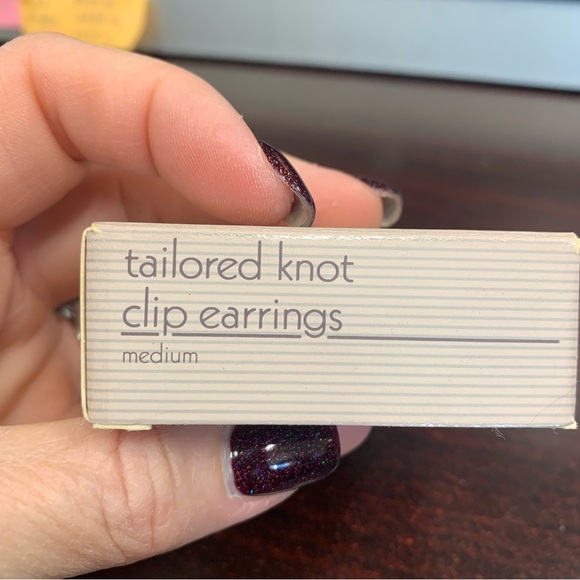 tailored knot
clip earrings
medium